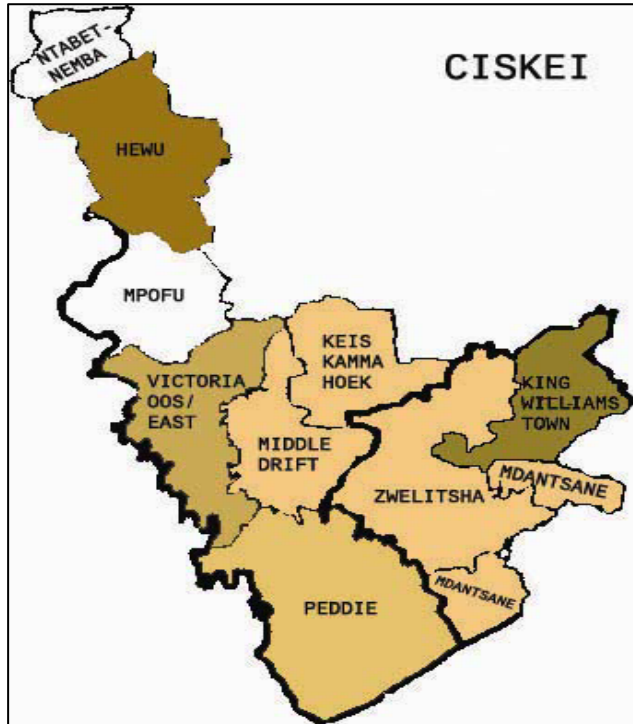 NTABET-
NEMBA
CISKEI
HEWU
MPOFU
KEIS
KAMMA
HOEK
VICTORIA
OOS/
EAST
KING
WILLIAMS
TOWN
MIDDLE
DRIFT
MDANTSANE
ZWELITSHA
MDANTSANE
PEDDIE